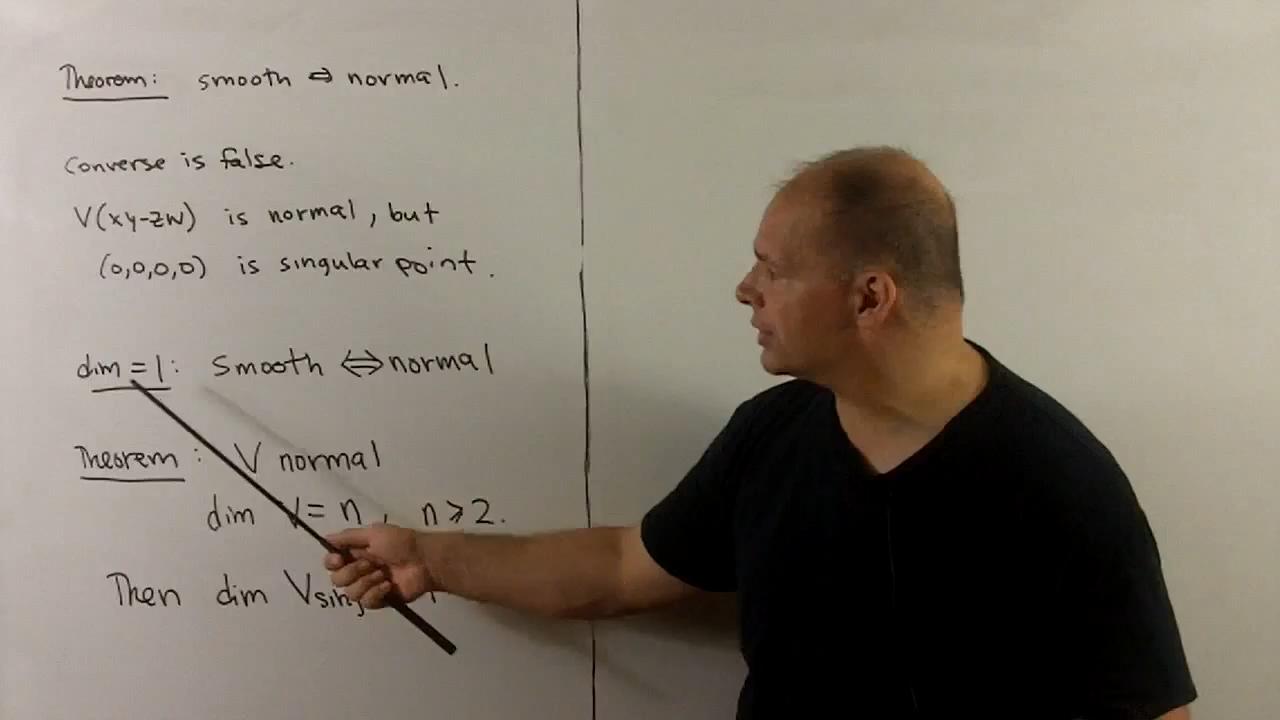 Theorem: smooth ⇔ normal.
Converse is false.
V(xy-zw) is normal, but
(0,0,0,0) is singular point.
dim = 1: Smooth ⇔ normal
Theorem: V normal
dim V = n, n ⩾ 2.
Then dim